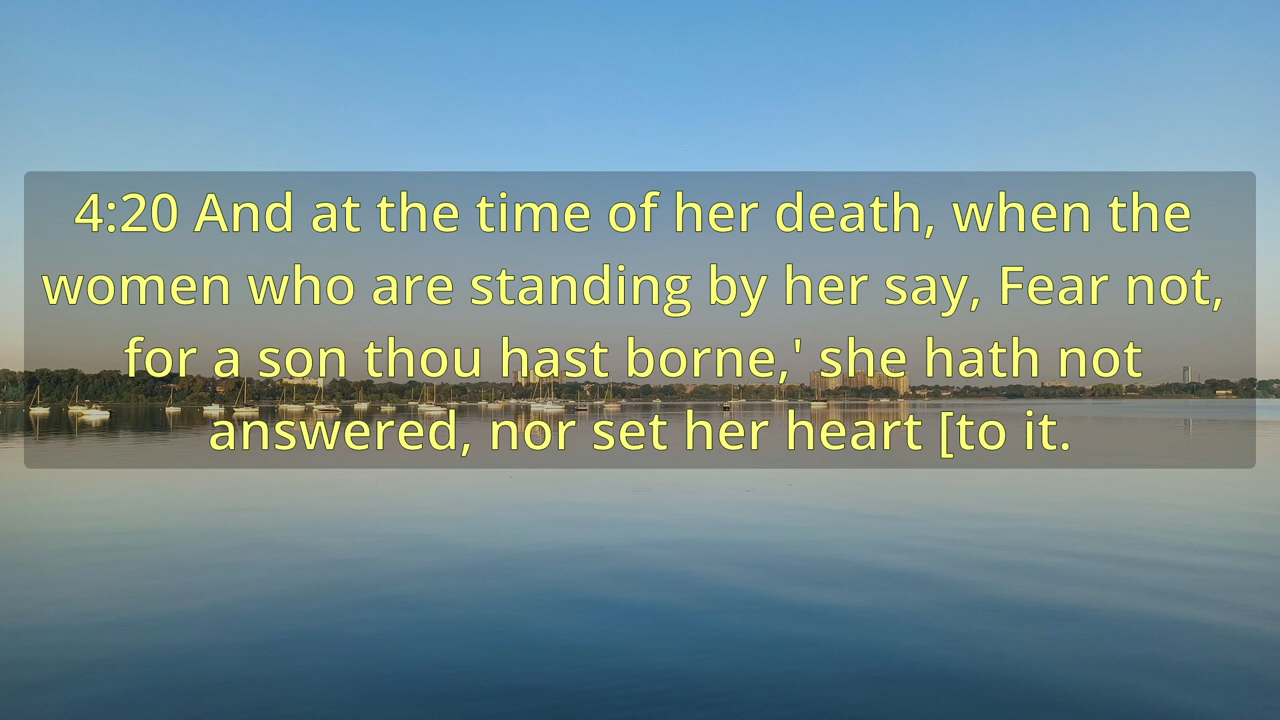 4:20 And at the time of her death, when the
women who are standing by her say, Fear not,
for a son thou hast borne,' she hath not
answered, nor set her heart [to it.